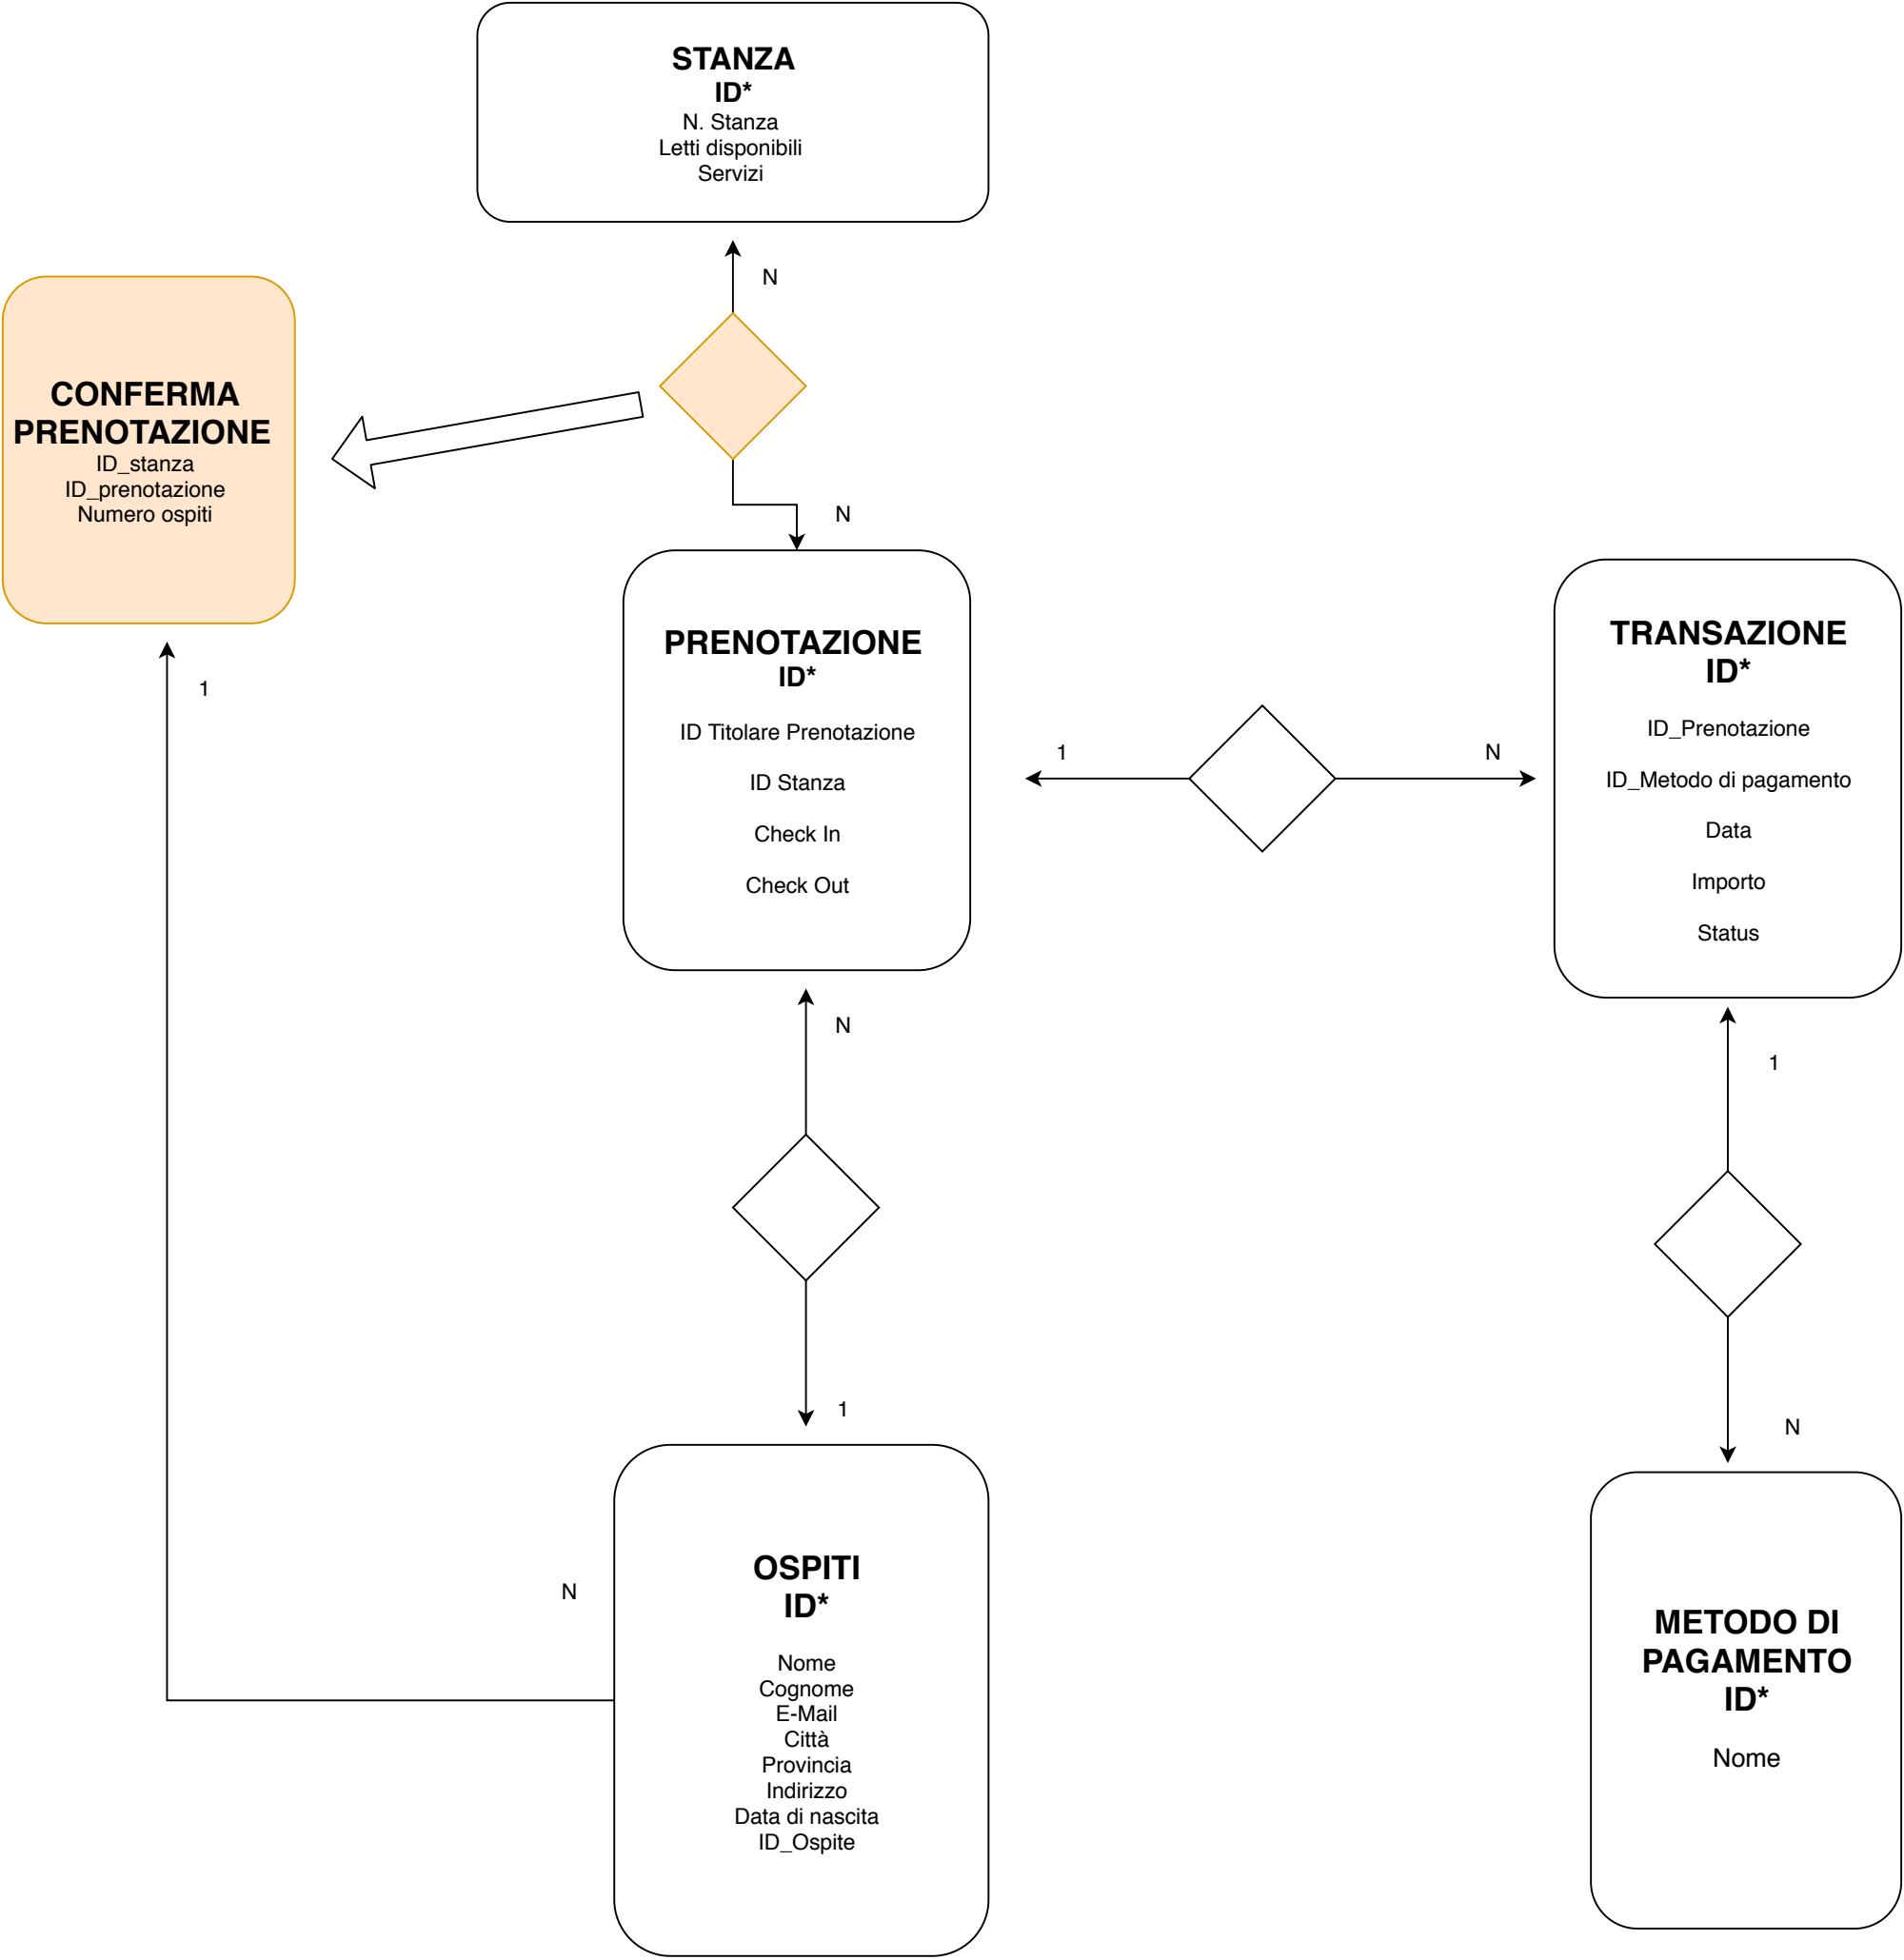 STANZA
ID*
N. Stanza
Letti disponibili
Servizi
N
CONFERMA
PRENOTAZIONE
ID_stanza
ID_prenotazione
Numero ospiti
N
1
PRENOTAZIONE
ID*
ID Titolare Prenotazione
ID Stanza
Check In
Check Out
1
N
TRANSAZIONE
ID*
ID_Prenotazione
ID_Metodo di pagamento
Data
Importo
Status
N
1
1
N
N
OSPITI
ID*
Nome
Cognome
E-Mail
Città
Provincia
Indirizzo
Data di nascita
ID_Ospite
METODO DI
PAGAMENTO
ID*
Nome